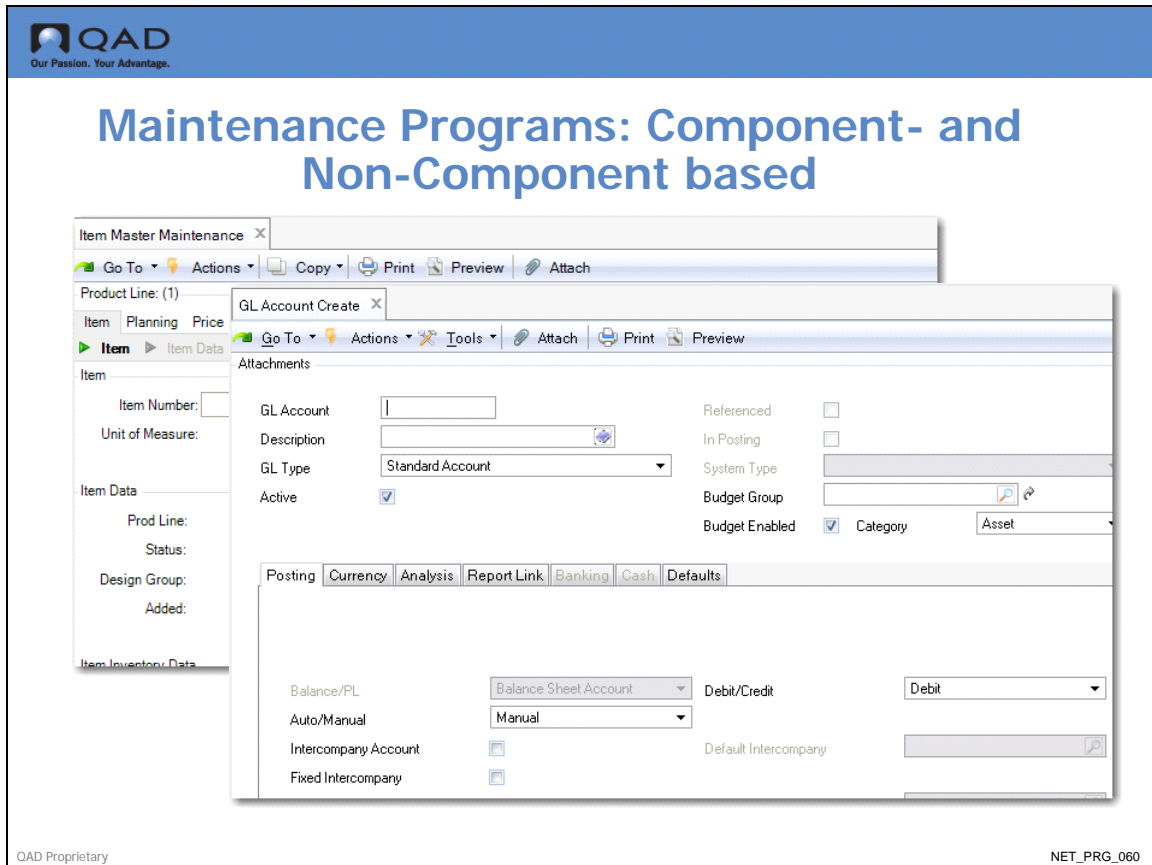 QAD
Our Passion. Your Advantage.
Maintenance Programs: Component- and
Non-Component based
Item Master Maintenance
Go To Actions Copy Print Preview Attach
Product Line: (1)
Item Planning Price
Item Item Data
Item
Item Number:
Unit of Measure:
Item Data
Prod Line:
Status:
Design Group:
Added:
Item Inventory Data
GL Account Create
Go To Actions Tools Attach Print Preview
Attachments
GL Account Referenced
Description In Posting
GL Type Standard Account System Type
Active Budget Group
Budget Enabled Category Asset
Posting Currency Analysis Report Link Banking Cash Defaults
Balance/PL Balance Sheet Account Debit/Credit Debit
Auto/Manual Manual
Intercompany Account Default Intercompany
Fixed Intercompany
QAD Proprietary NET_PRG_060